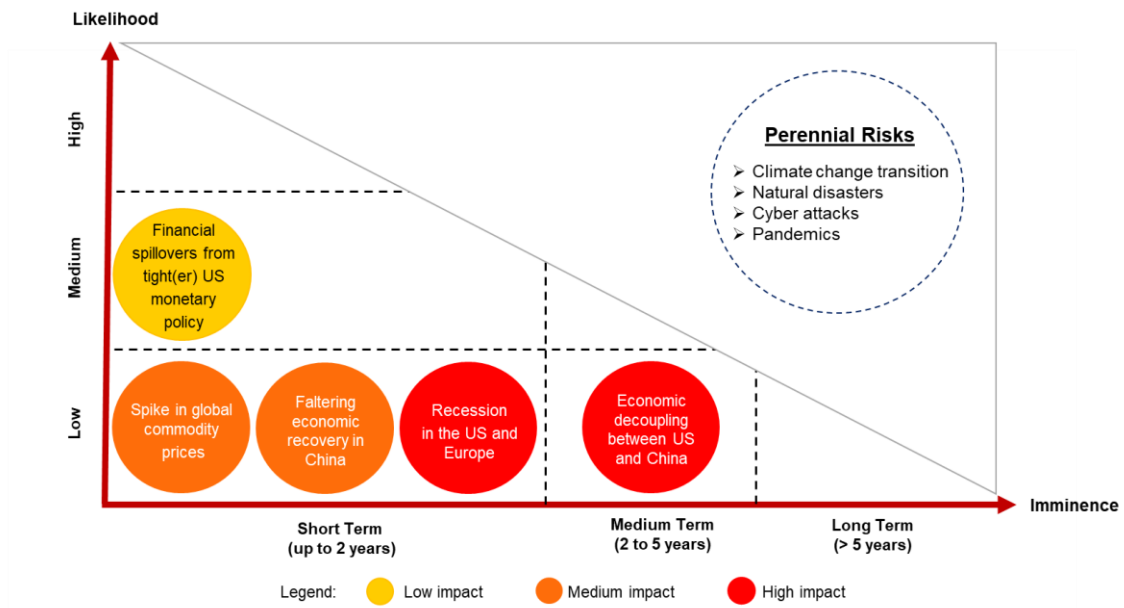 Likelihood
High
Medium
Low
Financial
spillovers from
tight(er) US
monetary
policy
Spike in global
commodity
prices
Faltering
economic
recovery in
China
Recession
in the US and
Europe
Economic
decoupling
between US
and China
Perennial Risks
➢ Climate change transition
➢ Natural disasters
➢ Cyber attacks
➢ Pandemics
Imminence
Short Term
(up to 2 years)
Medium Term
(2 to 5 years)
Long Term
(> 5 years)
Legend:
Low impact
Medium impact
High impact